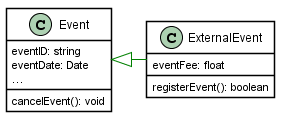 C Event
eventID: string
eventDate: Date
...
cancelEvent(): void
C ExternalEvent
eventFee: float
registerEvent(): boolean